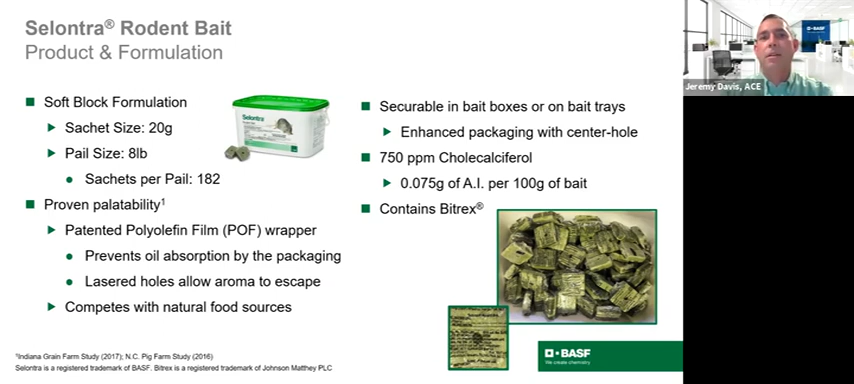 Selontra® Rodent Bait
Product & Formulation
■ Soft Block Formulation
▶ Sachet Size: 20g
▶ Pail Size: 8lb
● Sachets per Pail: 182
■ Proven palatability¹
▶ Patented Polyolefin Film (POF) wrapper
● Prevents oil absorption by the packaging
● Lasered holes allow aroma to escape
▶ Competes with natural food sources
Selontra
■ Securable in bait boxes or on bait trays
▶ Enhanced packaging with center-hole
■ 750 ppm Cholecalciferol
▶ 0.075g of A.I. per 100g of bait
■ Contains Bitrex®
¹Indiana Grain Farm Study (2017); N.C. Pig Farm Study (2016)
Selontra is a registered trademark of BASF. Bitrex is a registered trademark of Johnson Matthey PLC
BASF
We create chemistry
BASF
Jeremy Davis, ACE